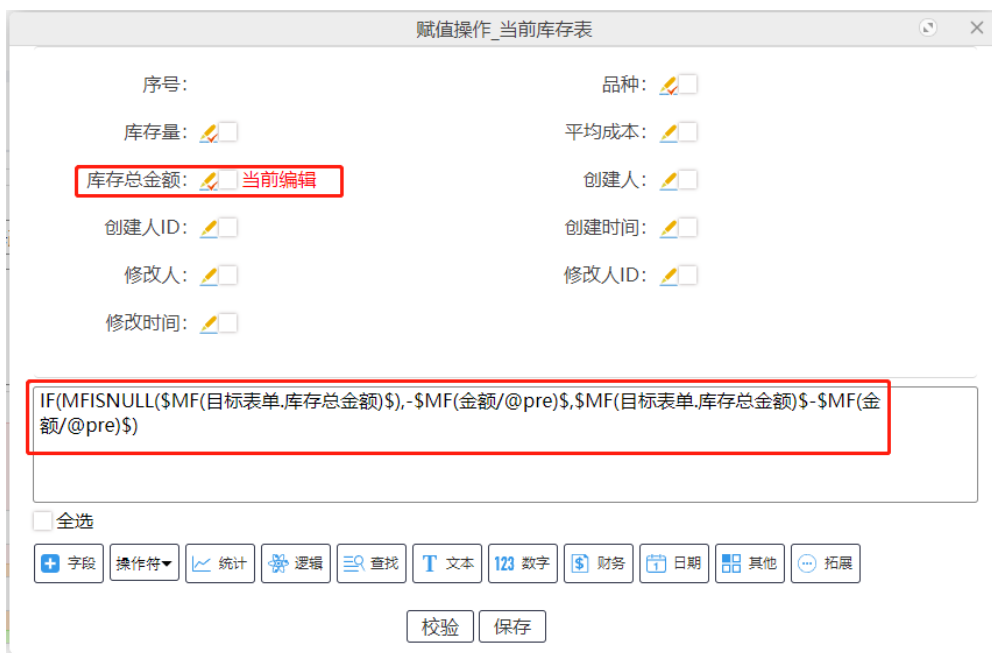 赋值操作_当前库存表
序号: 品种:
库存量: 平均成本:
库存总金额: 当前编辑 创建人:
创建人ID: 创建时间:
修改人: 修改人ID:
修改时间:
IF(MFISNULL($MF(目标表单.库存总金额)$),-$MF(金额/@pre)$,$MF(目标表单.库存总金额)$-$MF(金
额/@pre)$)
全选
字段 操作符 统计 逻辑 查找 T 文本 123 数字 $ 财务 1 日期 其他 拓展
校验 保存